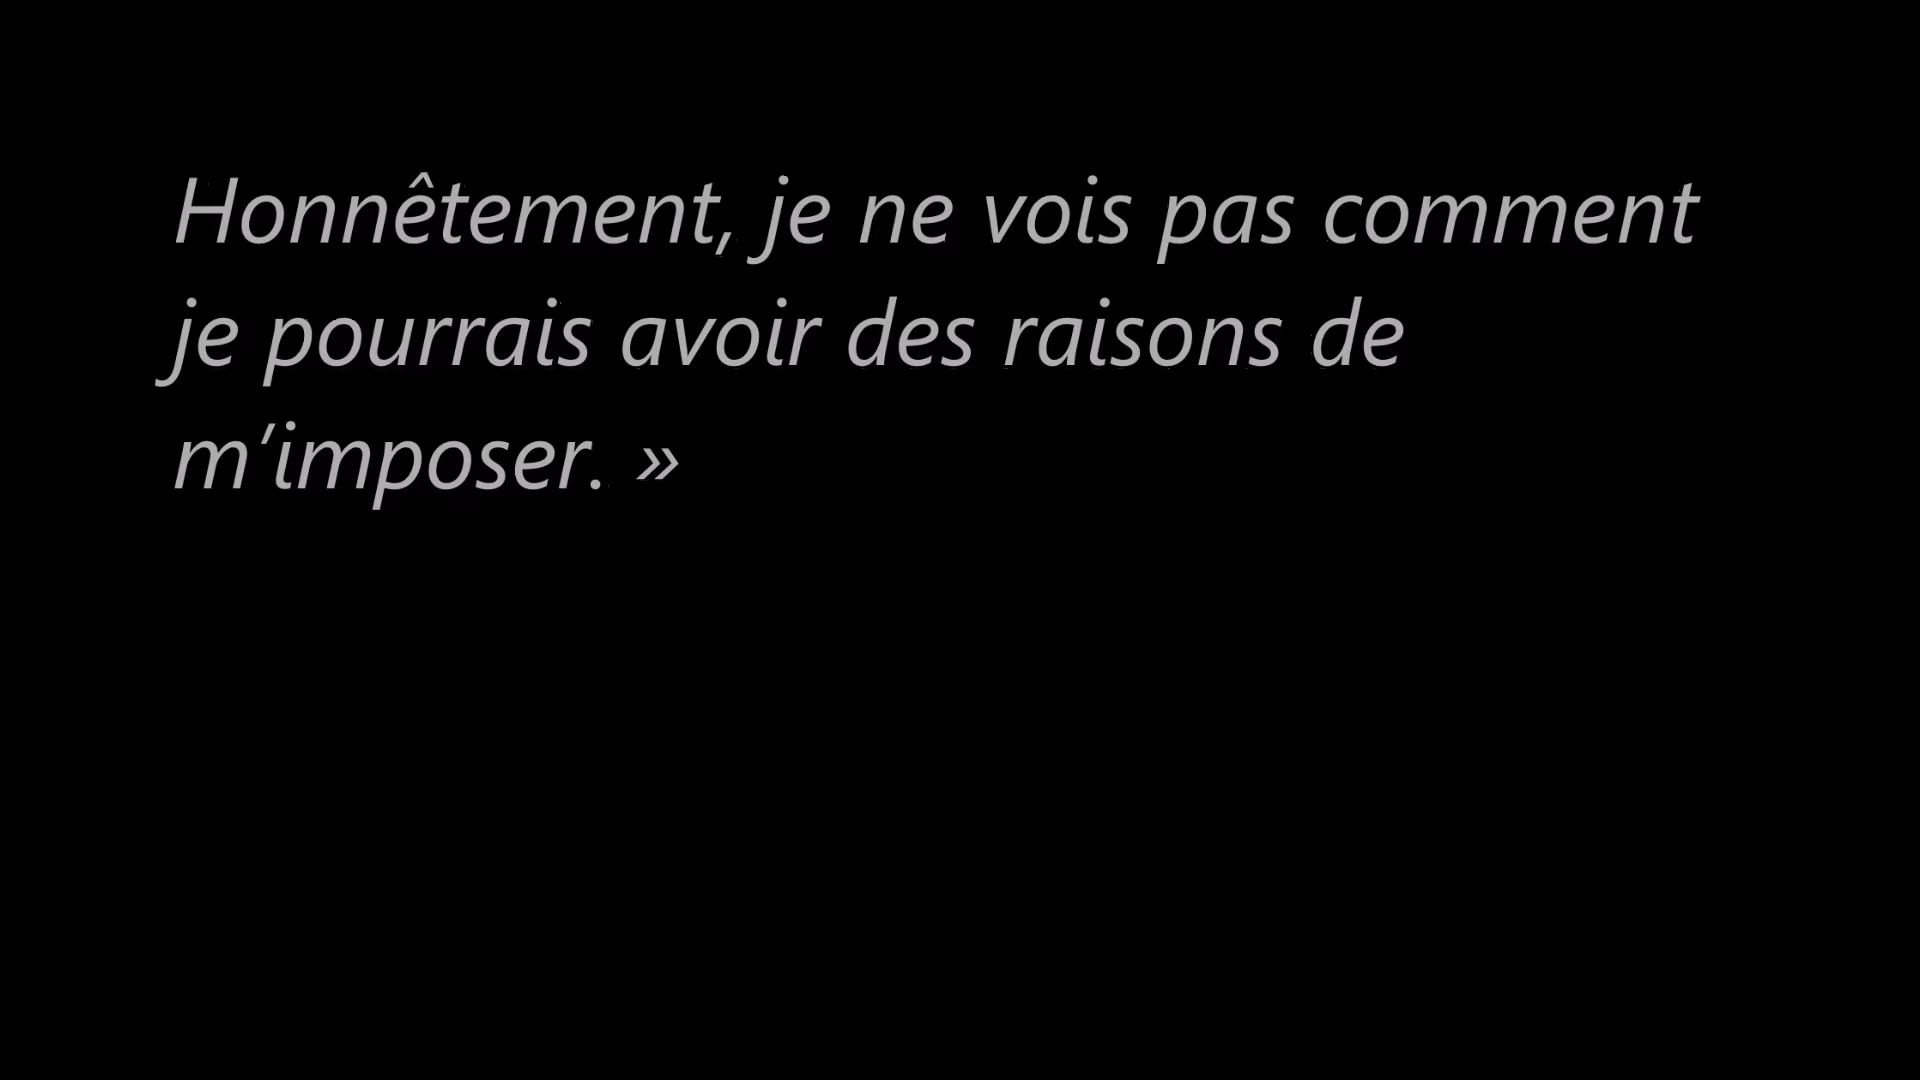 Honnêtement, je ne vois pas comment
je pourrais avoir des raisons de
m’imposer. »